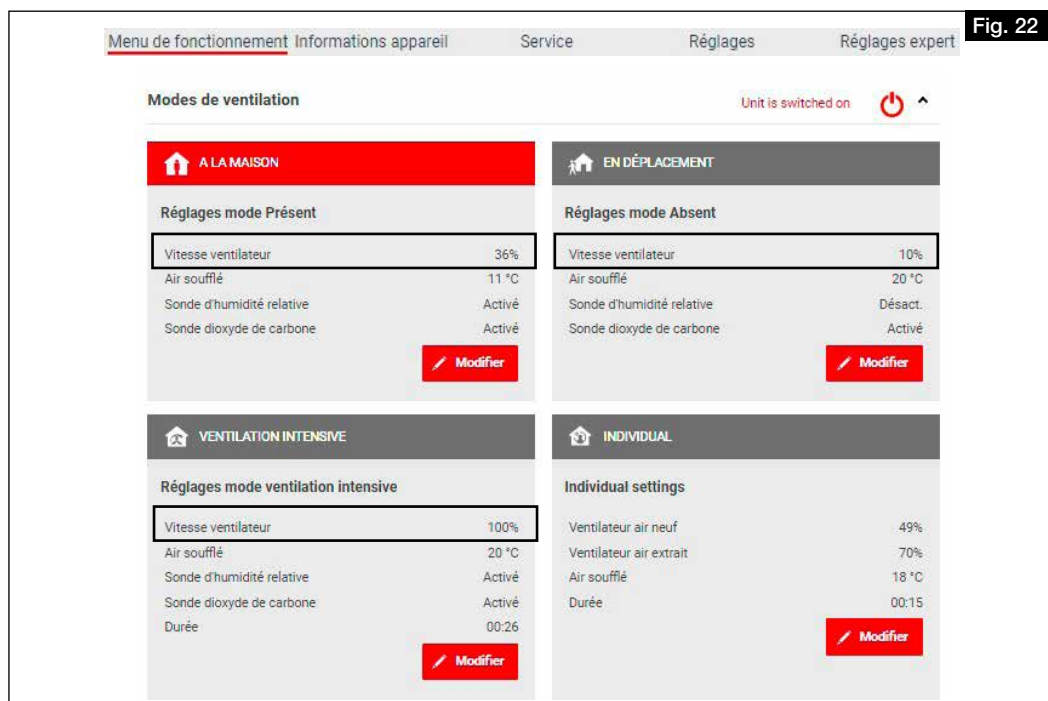 Fig. 22
Menu de fonctionnement Informations appareil Service Réglages Réglages expert
Modes de ventilation Unit is switched on
A LA MAISON
Réglages mode Présent
Vitesse ventilateur 36%
Air soufflé 11 °C
Sonde d'humidité relative Activé
Sonde dioxyde de carbone Activé
Modifier
EN DÉPLACEMENT
Réglages mode Absent
Vitesse ventilateur 10%
Air soufflé 20 °C
Sonde d'humidité relative Désact.
Sonde dioxyde de carbone Activé
Modifier
VENTILATION INTENSIVE
Réglages mode ventilation intensive
Vitesse ventilateur 100%
Air soufflé 20 °C
Sonde d'humidité relative Activé
Sonde dioxyde de carbone Activé
Durée 00:26
Modifier
INDIVIDUAL
Individual settings
Ventilateur air neuf 49%
Ventilateur air extrait 70%
Air soufflé 18 °C
Durée 00:15
Modifier